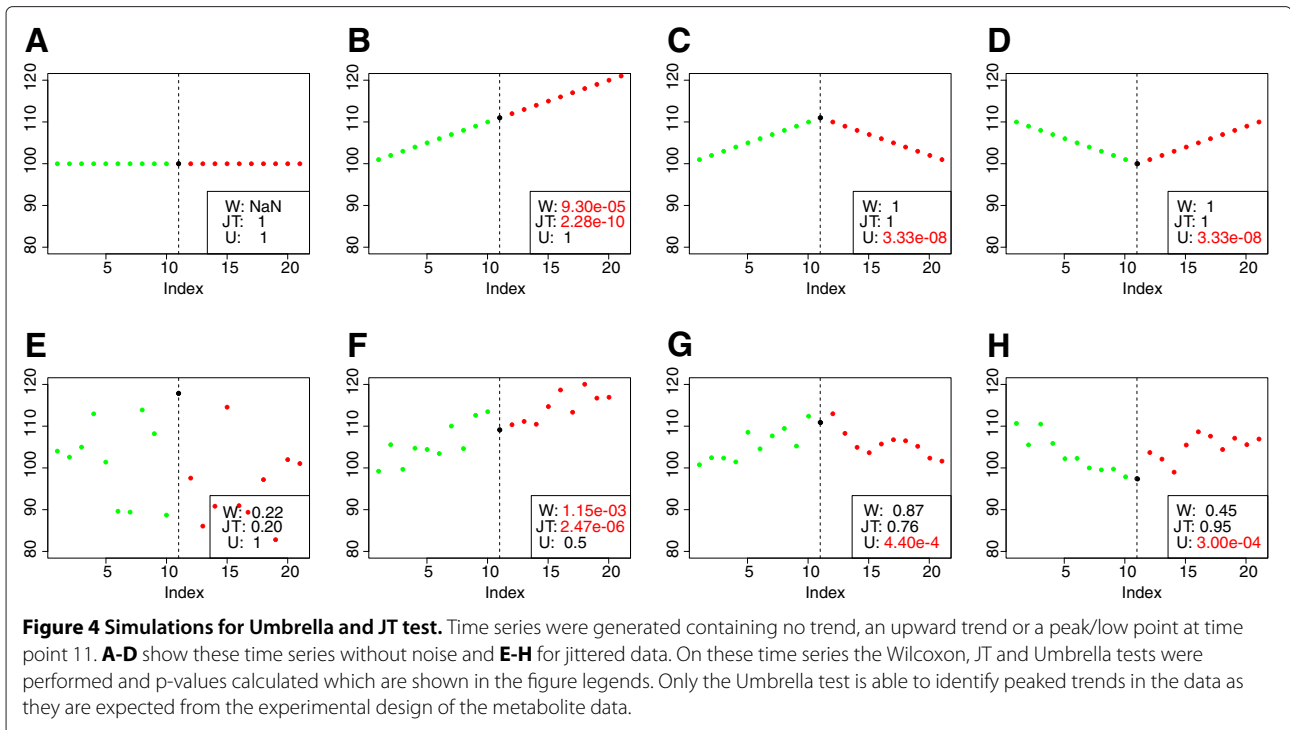 A
B
C
D
120
110
100
90
80
W: NaN
JT: 1
U: 1
5 10 15 20
Index
120
110
100
90
80
W: 9.30e-05
JT: 2.28e-10
U: 1
5 10 15 20
Index
120
110
100
90
80
W: 1
JT: 1
U: 3.33e-08
5 10 15 20
Index
120
110
100
90
80
W: 1
JT: 1
U: 3.33e-08
5 10 15 20
Index
E
F
G
H
120
110
100
90
80
W: 0.22
JT: 0.20
U: 1
5 10 15 20
Index
120
110
100
90
80
W: 1.15e-03
JT: 2.47e-06
U: 0.5
5 10 15 20
Index
120
110
100
90
80
W: 0.87
JT: 0.76
U: 4.40e-4
5 10 15 20
Index
120
110
100
90
80
W: 0.45
JT: 0.95
U: 3.00e-04
5 10 15 20
Index
Figure 4 Simulations for Umbrella and JT test. Time series were generated containing no trend, an upward trend or a peak/low point at time
point 11. A-D show these time series without noise and E-H for jittered data. On these time series the Wilcoxon, JT and Umbrella tests were
performed and p-values calculated which are shown in the figure legends. Only the Umbrella test is able to identify peaked trends in the data as
they are expected from the experimental design of the metabolite data.